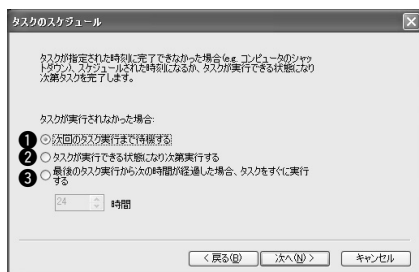 タスクのスケジュール
タスクが指定された時刻に完了できなかった場合(e.g. コンピュータのシャッ
トダウン)、スケジュールされた時刻になるか、タスクが実行できる状態になり
次第タスクを完了します。
タスクが実行されなかった場合:
❶ 次回のタスク実行まで待機する
❷ タスクが実行できる状態になり次第実行する
❸ 最後のタスク実行から次の時間が経過した場合、タスクをすぐに実行
する
24 時間
< 戻る(B) 次へ(N) > キャンセル